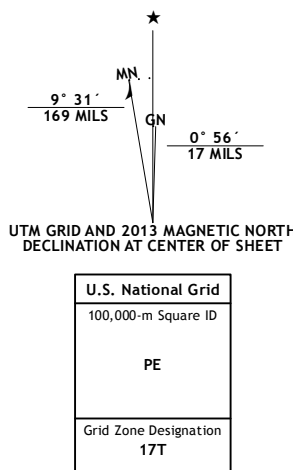 ★
MN
9° 31´
169 MILS
GN
0° 56´
17 MILS
UTM GRID AND 2013 MAGNETIC NORTH
DECLINATION AT CENTER OF SHEET
U.S. National Grid
100,000-m Square ID
PE
Grid Zone Designation
17T